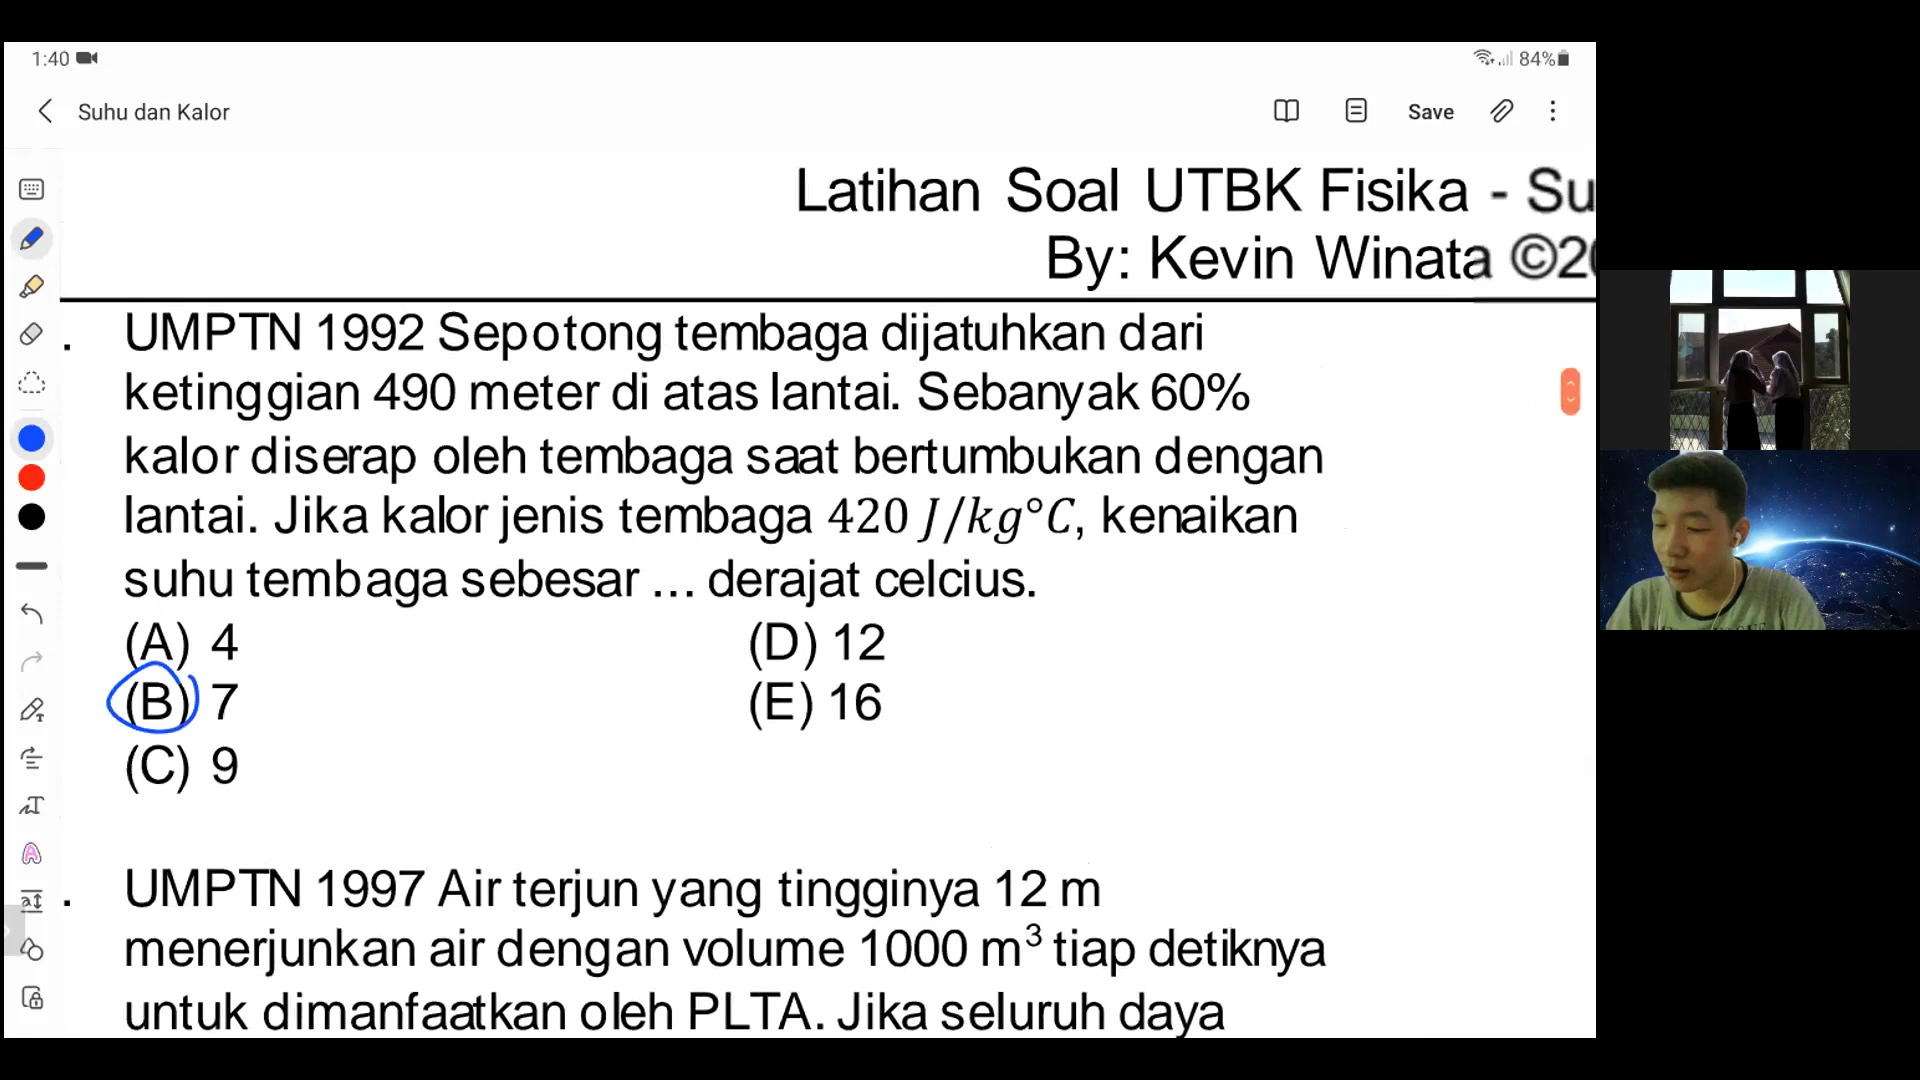 1:40
84%
Suhu dan Kalor
Save
Latihan Soal UTBK Fisika - Su
By: Kevin Winata ©20
. UMPTN 1992 Sepotong tembaga dijatuhkan dari
ketinggian 490 meter di atas lantai. Sebanyak 60%
kalor diserap oleh tembaga saat bertumbukan dengan
lantai. Jika kalor jenis tembaga 420 J/kg°C, kenaikan
suhu tembaga sebesar ... derajat celcius.
(A) 4
(B) 7
(C) 9
(D) 12
(E) 16
. UMPTN 1997 Air terjun yang tingginya 12 m
menerjunkan air dengan volume 1000 m³ tiap detiknya
untuk dimanfaatkan oleh PLTA. Jika seluruh daya